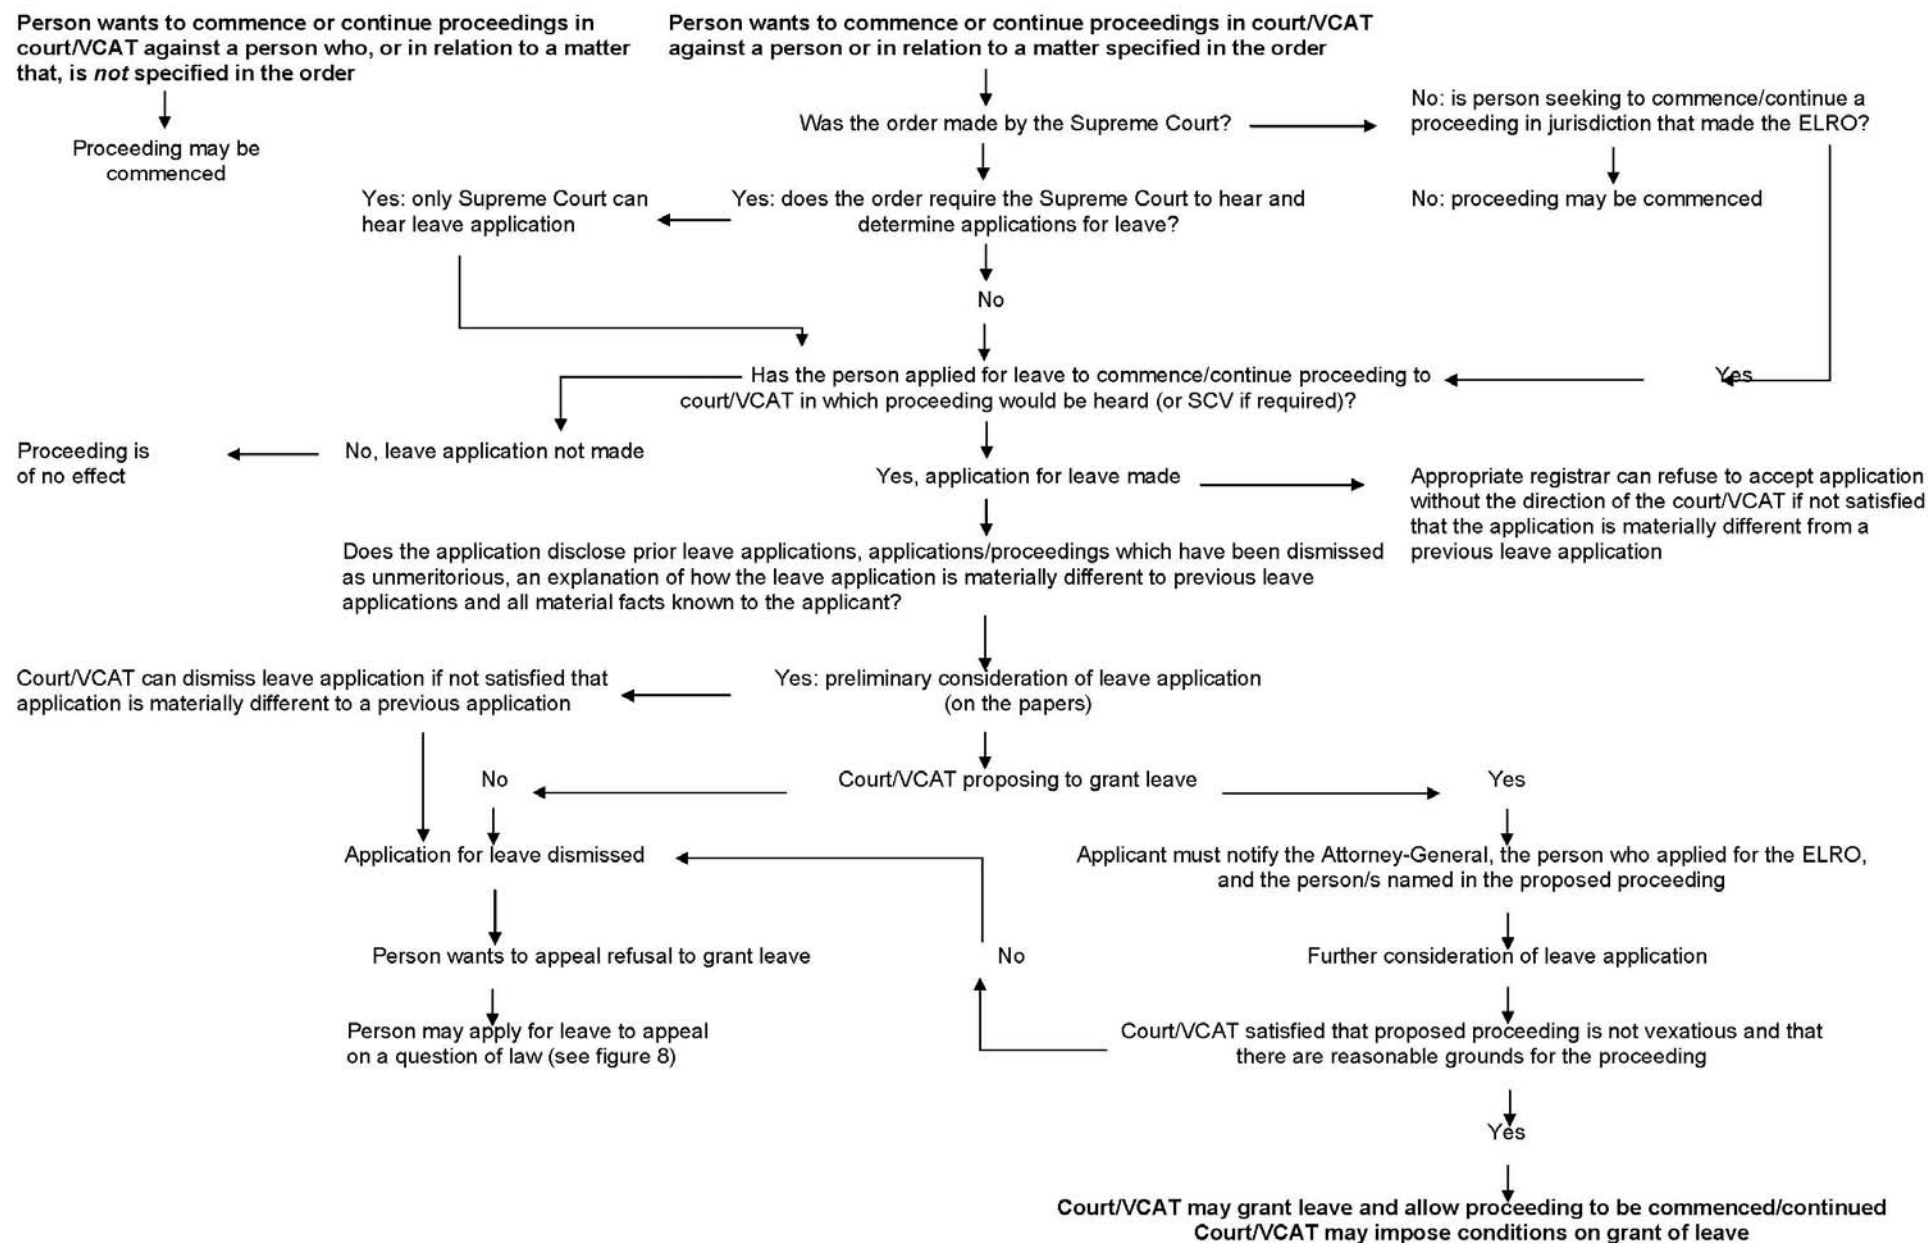 Person wants to commence or continue proceedings in
court/VCAT against a person who, or in relation to a matter
that, is not specified in the order
Proceeding may be
commenced
Person wants to commence or continue proceedings in court/VCAT
against a person or in relation to a matter specified in the order
Was the order made by the Supreme Court?
No: is person seeking to commence/continue a
proceeding in jurisdiction that made the ELRO?
No: proceeding may be commenced
Yes: does the order require the Supreme Court to hear and
determine applications for leave?
Yes: only Supreme Court can
hear leave application
No
Yes
Has the person applied for leave to commence/continue proceeding to
court/VCAT in which proceeding would be heard (or SCV if required)?
No, leave application not made
Proceeding is
of no effect
Yes, application for leave made
Appropriate registrar can refuse to accept application
without the direction of the court/VCAT if not satisfied
that the application is materially different from a
previous leave application
Does the application disclose prior leave applications, applications/proceedings which have been dismissed
as unmeritorious, an explanation of how the leave application is materially different to previous leave
applications and all material facts known to the applicant?
Yes: preliminary consideration of leave application
(on the papers)
Court/VCAT can dismiss leave application if not satisfied that
application is materially different to a previous application
Court/VCAT proposing to grant leave
No
Yes
Application for leave dismissed
Applicant must notify the Attorney-General, the person who applied for the ELRO,
and the person/s named in the proposed proceeding
Person wants to appeal refusal to grant leave
No
Further consideration of leave application
Person may apply for leave to appeal
on a question of law (see figure 8)
Court/VCAT satisfied that proposed proceeding is not vexatious and that
there are reasonable grounds for the proceeding
Yes
Court/VCAT may grant leave and allow proceeding to be commenced/continued
Court/VCAT may impose conditions on grant of leave